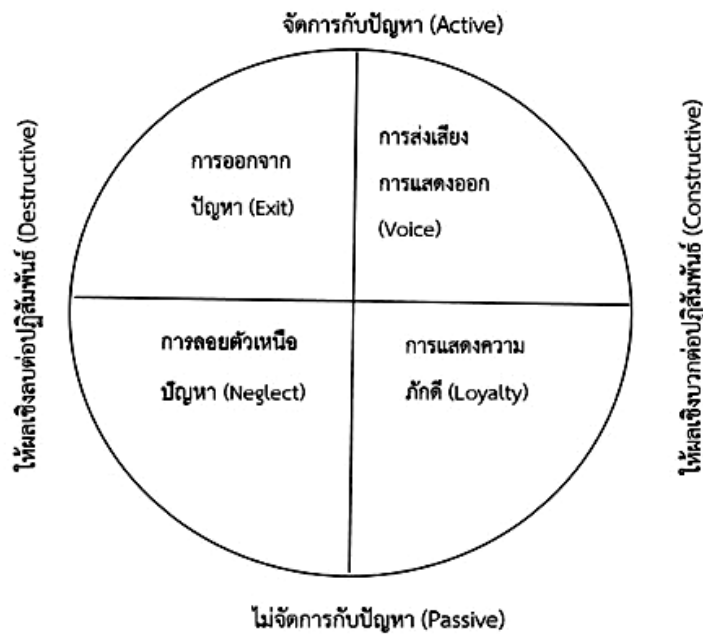 จัดการกับปัญหา (Active)
ให้ผลเชิงลบต่อปฏิสัมพันธ์ (Destructive)
การออกจาก
ปัญหา (Exit)
การส่งเสียง
การแสดงออก
(Voice)
ให้ผลเชิงบวกต่อปฏิสัมพันธ์ (Constructive)
การลอยตัวเหนือ
ปัญหา (Neglect)
การแสดงความ
ภักดี (Loyalty)
ไม่จัดการกับปัญหา (Passive)